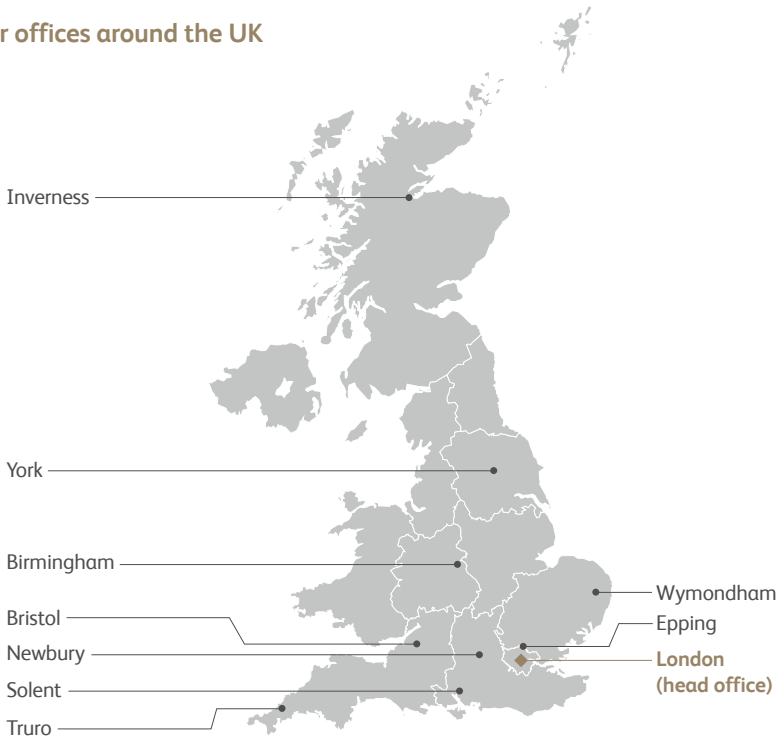 r offices around the UK
Inverness
York
Birmingham
Bristol
Newbury
Solent
Truro
Wymondham
Epping
London
(head office)